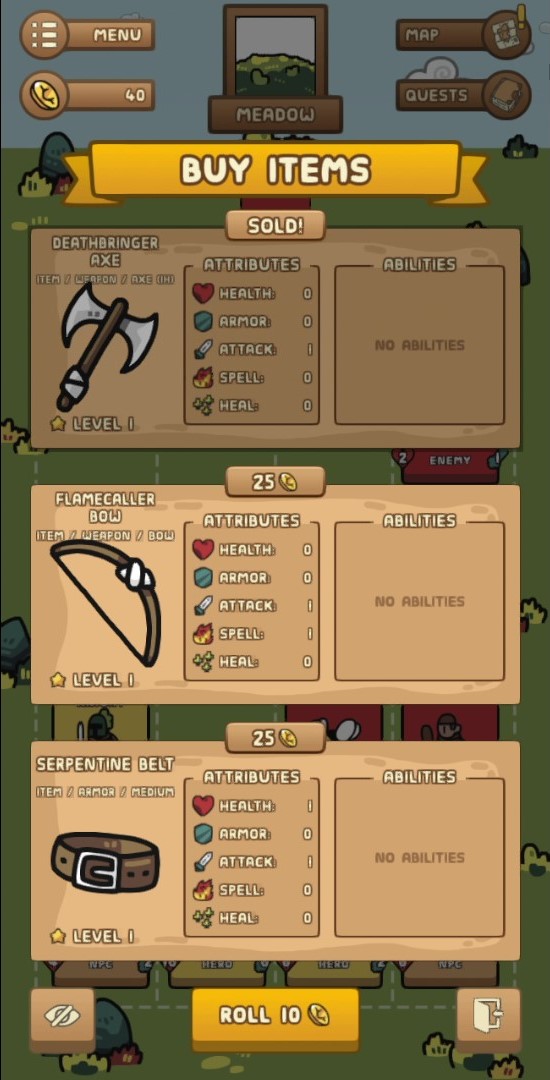 MENU
MAP
40
QUESTS
MEADOW
BUY ITEMS
SOLD!
DEATHBRINGER
AXE
ITEM / WEAPON / AXE (1H)
ATTRIBUTES
HEALTH: 0
ARMOR: 0
ATTACK: 1
SPELL: 0
HEAL: 0
ABILITIES
NO ABILITIES
LEVEL 1
2 ENEMY 1
25
FLAMECALLER
BOW
ITEM / WEAPON / BOW
ATTRIBUTES
HEALTH: 0
ARMOR: 0
ATTACK: 1
SPELL: 1
HEAL: 0
ABILITIES
NO ABILITIES
LEVEL 1
25
SERPENTINE BELT
ITEM / ARMOR / MEDIUM
ATTRIBUTES
HEALTH: 1
ARMOR: 0
ATTACK: 1
SPELL: 0
HEAL: 0
ABILITIES
NO ABILITIES
LEVEL 1
NPC HERO HERO NPC
ROLL 10